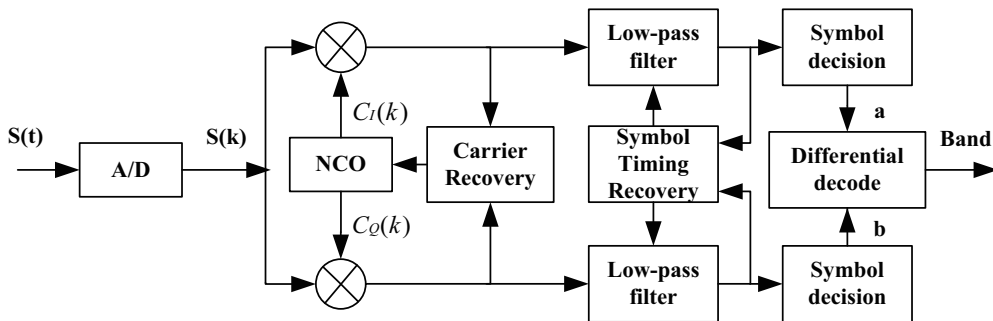 Low-pass
filter
Symbol
decision
S(t)
A/D
S(k)
C_I(k)
NCO
C_Q(k)
Carrier
Recovery
Symbol
Timing
Recovery
a
Differential
decode
b
Band
Low-pass
filter
Symbol
decision